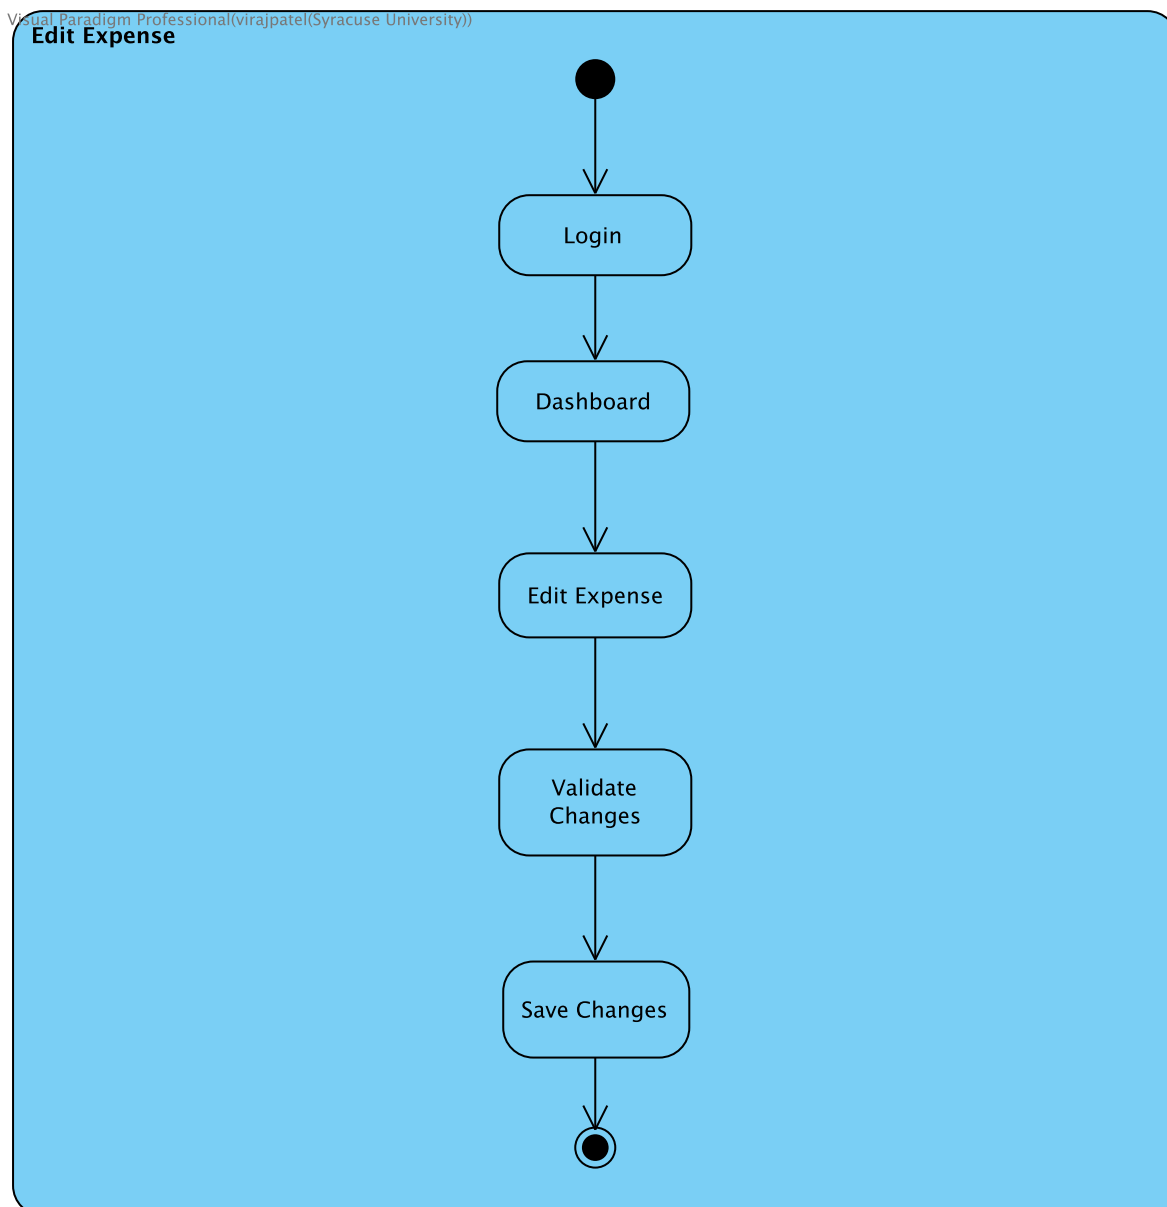 Visual Paradigm Professional(virajpatel(Syracuse University))
Edit Expense
Login
Dashboard
Edit Expense
Validate
Changes
Save Changes